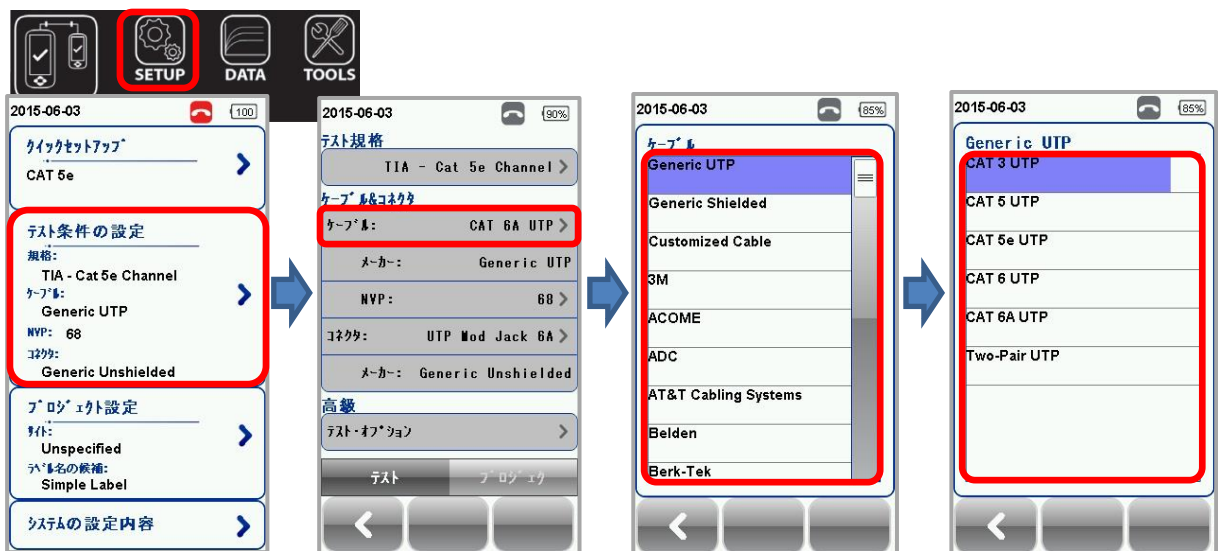 SETUP
DATA
TOOLS
2015-06-03
100
クイックセットアップ
CAT 5e
テスト条件の設定
規格:
TIA - Cat 5e Channel
ケーブル:
Generic UTP
NVP: 68
コネクタ:
Generic Unshielded
プロジェクト設定
サイト:
Unspecified
ラベル名の候補:
Simple Label
システムの設定内容
2015-06-03
90%
テスト規格
TIA - Cat 5e Channel
ケーブル&コネクタ
ケーブル: CAT 6A UTP
メーカー: Generic UTP
NVP: 68
コネクタ: UTP Mod Jack 6A
メーカー: Generic Unshielded
高級
テスト・オプション
テスト プロジェク
2015-06-03
85%
ケーブル
Generic UTP
Generic Shielded
Customized Cable
3M
ACOME
ADC
AT&T Cabling Systems
Belden
Berk-Tek
2015-06-03
85%
Generic UTP
CAT 3 UTP
CAT 5 UTP
CAT 5e UTP
CAT 6 UTP
CAT 6A UTP
Two-Pair UTP